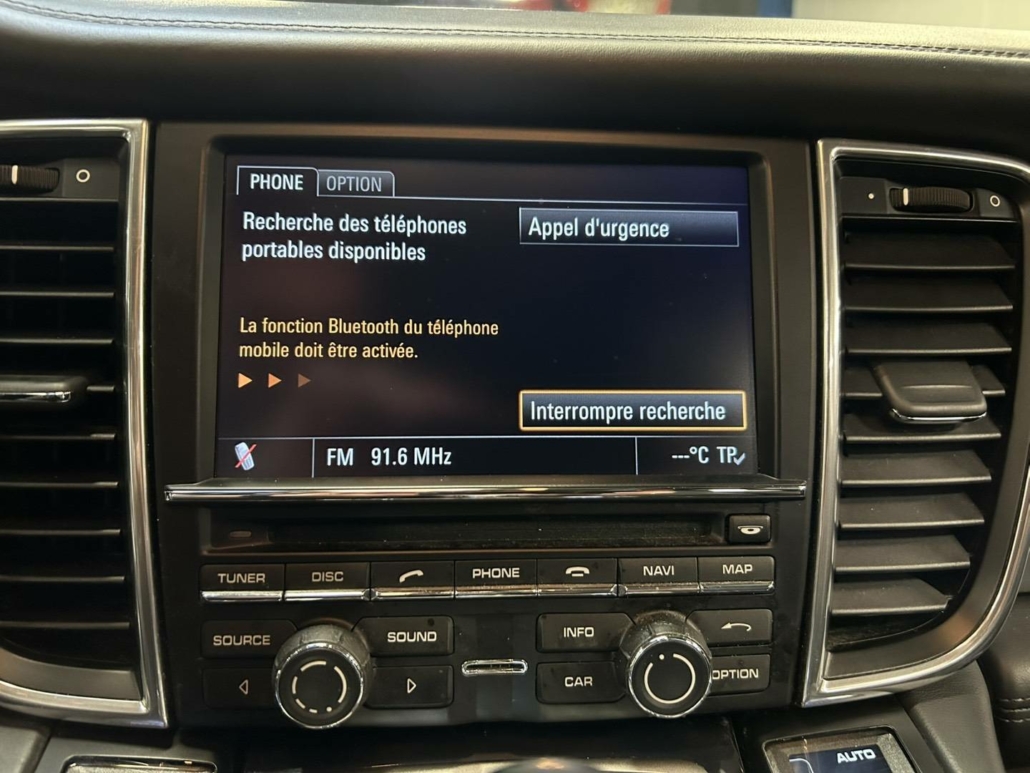 PHONE OPTION
Recherche des téléphones
portables disponibles
Appel d'urgence
La fonction Bluetooth du téléphone
mobile doit être activée.
Interrompre recherche
FM 91.6 MHz
---°C TP
TUNER DISC PHONE NAVI MAP
SOURCE SOUND INFO
CAR OPTION
AUTO